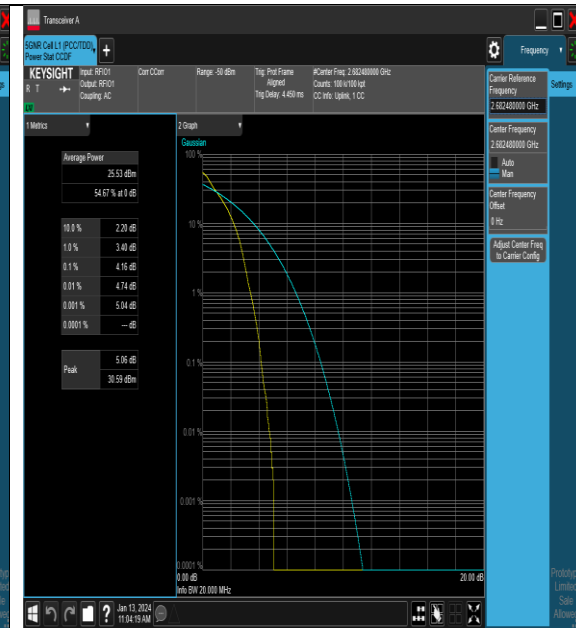 Transceiver A
5GNR Cell L1 (PCC/TDD),
Power Stat CCDF
Frequency
KEYSIGHT
R T
LV
Input: RFIO1
Output: RFIO1
Coupling: AC
Corr CCorr
Range: -50 dBm
Trig: Prot Frame
Aligned
Trig Delay: 4.450 ms
#Center Freq: 2.682480000 GHz
Counts: 100 k/100 kpt
CC Info: Uplink, 1 CC
Carrier Reference
Frequency
2.682480000 GHz
Settings
Center Frequency
2.682480000 GHz
Auto
Man
Center Frequency
Offset
0 Hz
Adjust Center Freq
to Carrier Config
1 Metrics
Average Power
25.53 dBm
54.67 % at 0 dB
10.0 % 2.20 dB
1.0 % 3.40 dB
0.1 % 4.16 dB
0.01 % 4.74 dB
0.001 % 5.04 dB
0.0001 % --- dB
Peak
5.06 dB
30.59 dBm
2 Graph
Gaussian
100 %
10 %
1 %
0.1 %
0.01 %
0.001 %
0.0001 %
0.00 dB 20.00 dB
Info BW 20.000 MHz
Jan 13, 2024
11:04:19 AM